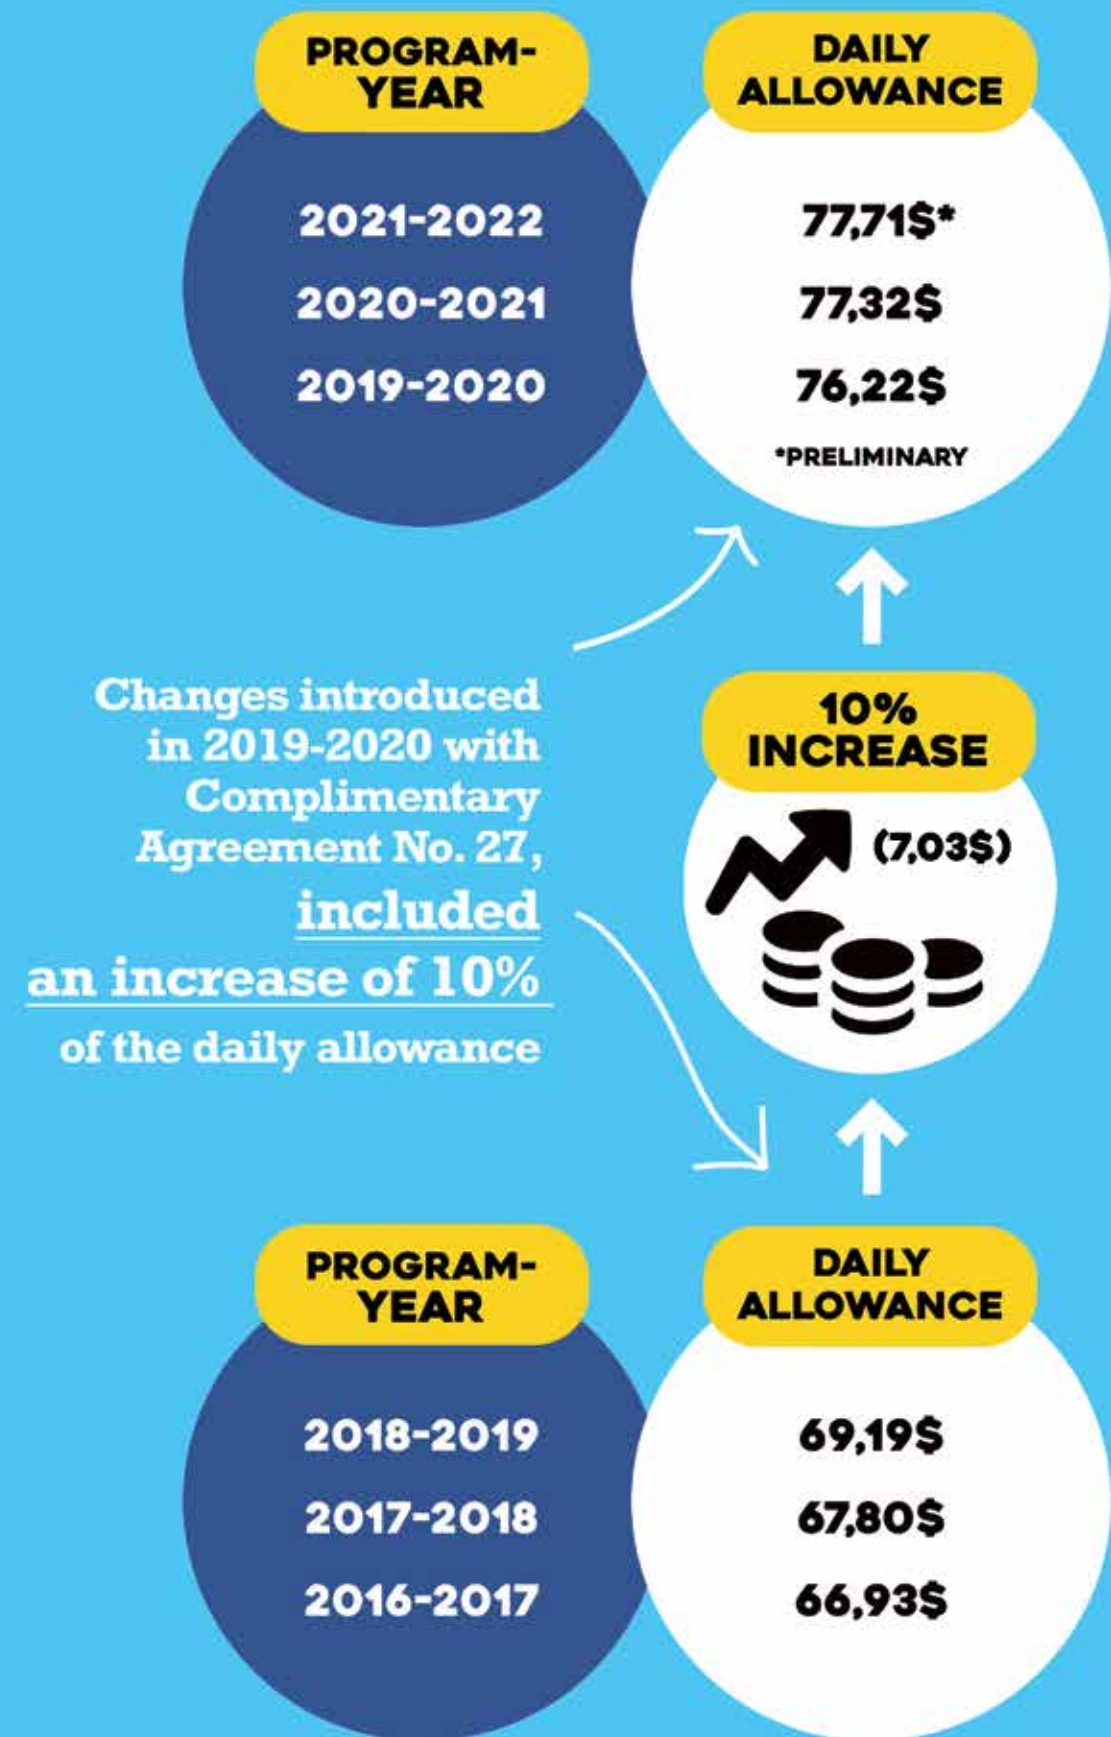 PROGRAM-
YEAR
2021-2022
2020-2021
2019-2020
DAILY
ALLOWANCE
77,71$*
77,32$
76,22$
*PRELIMINARY
Changes introduced
in 2019-2020 with
Complimentary
Agreement No. 27,
included
an increase of 10%
of the daily allowance
10%
INCREASE
(7,03$)
PROGRAM-
YEAR
2018-2019
2017-2018
2016-2017
DAILY
ALLOWANCE
69,19$
67,80$
66,93$